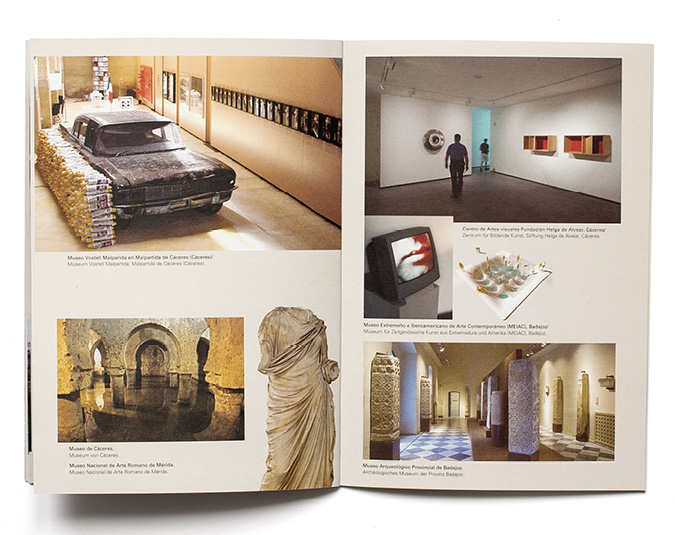 Museo Vostell Malpartida en Malpartida de Cáceres (Cáceres)/
Museum Vostell Malpartida, Malpartida de Cáceres (Cáceres).
Museo de Cáceres.
Museum von Cáceres.
Museo Nacional de Arte Romano de Mérida.
Museo Nacional de Arte Romano de Mérida
Centro de Artes visuales Fundación Helga de Alvear, Cáceres/
Zentrum für Bildende Kunst, Stiftung Helga de Alvear, Cáceres.
Museo Extremeño e Iberoamericano de Arte Contemporáneo (MEIAC), Badajoz/
Museum für Zeitgenössische Kunst aus Extremadura und Amerika (MEIAC), Badajoz.
Museo Arqueológico Provincial de Badajoz.
Archäologisches Museum der Provinz Badajoz.